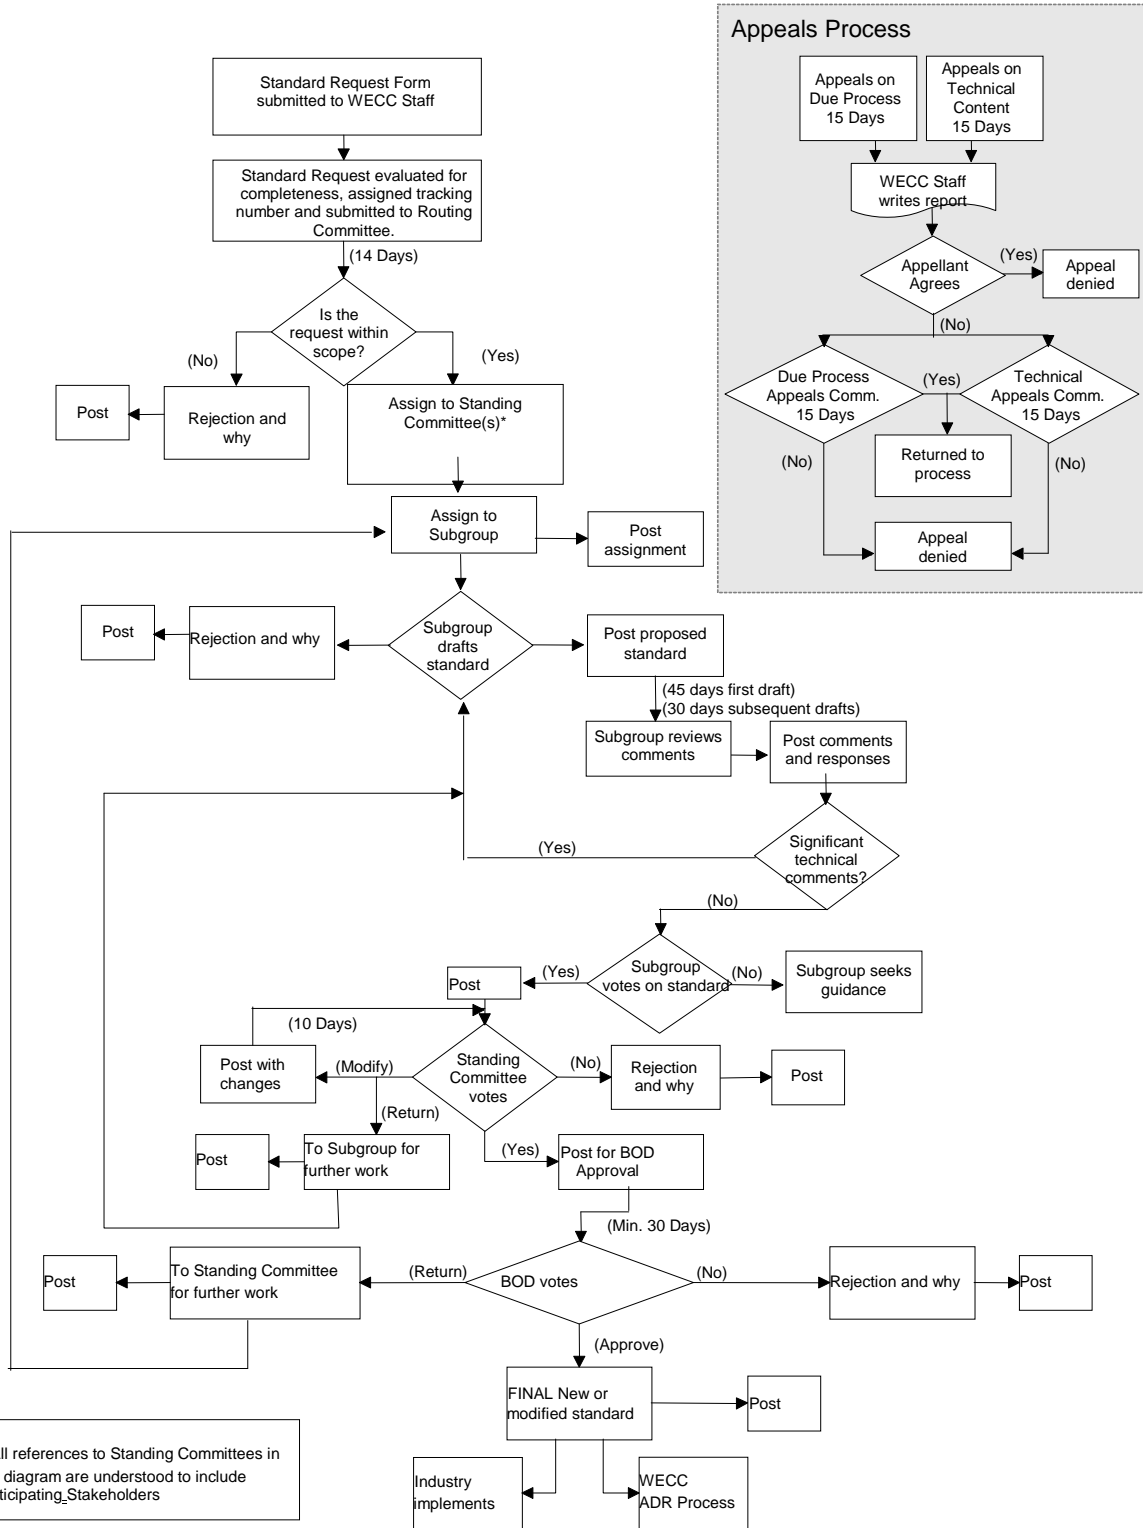 Appeals Process
Appeals on
Due Process
15 Days
Appeals on
Technical
Content
15 Days
WECC Staff
writes report
Appellant
Agrees
(Yes)
Appeal
denied
(No)
Due Process
Appeals Comm.
15 Days
(Yes)
Technical
Appeals Comm.
15 Days
(No)
Returned to
process
(No)
Appeal
denied
Standard Request Form
submitted to WECC Staff
Standard Request evaluated for
completeness, assigned tracking
number and submitted to Routing
Committee.
(14 Days)
Is the
request within
scope?
(No)
(Yes)
Post
Rejection and
why
Assign to Standing
Committee(s)*
Assign to
Subgroup
Post
assignment
Post
Rejection and why
Subgroup
drafts
standard
Post proposed
standard
(45 days first draft)
(30 days subsequent drafts)
Subgroup reviews
comments
Post comments
and responses
Significant
technical
comments?
(Yes)
(No)
Subgroup
votes on standard
(Yes)
(No)
Post
Subgroup seeks
guidance
(10 Days)
Post with
changes
(Modify)
Standing
Committee
votes
(No)
Rejection
and why
Post
(Return)
Post
To Subgroup for
further work
(Yes)
Post for BOD
Approval
(Min. 30 Days)
Post
To Standing Committee
for further work
(Return)
BOD votes
(No)
Rejection and why
Post
(Approve)
FINAL New or
modified standard
Post
Industry
implements
WECC
ADR Process
ll references to Standing Committees in
diagram are understood to include
ticipating Stakeholders